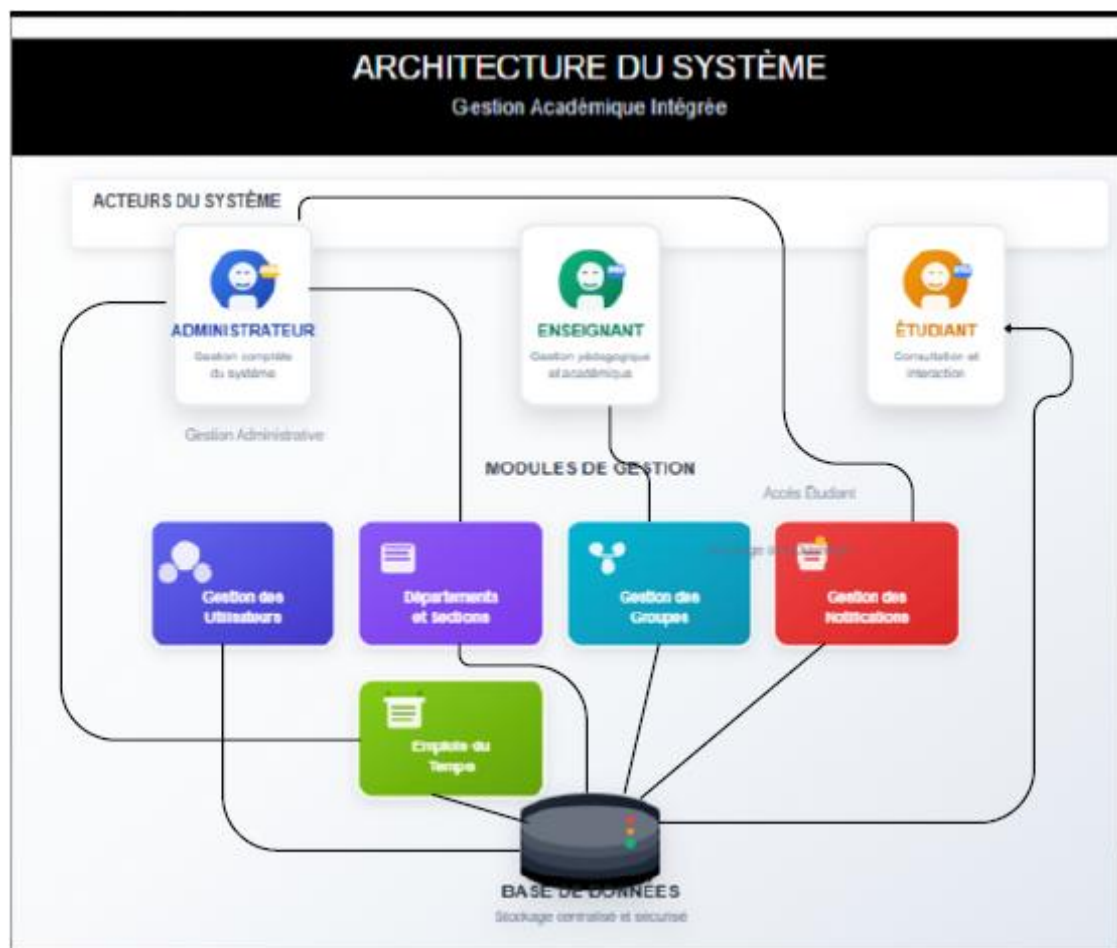 ARCHITECTURE DU SYSTÈME
Gestion Académique Intégrée
ACTEURS DU SYSTÈME
ADMINISTRATEUR
Gestion complète
du système
ENSEIGNANT
Gestion pédagogique
et académique
ÉTUDIANT
Consultation et
interaction
Gestion Administrative
MODULES DE GESTION
Accès Étudiant
Gestion des
Utilisateurs
Départements
et Sections
Gestion des
Groupes
Gestion des
Notifications
Emplois du
Temps
BASE DE DONNÉES
Stockage centralisé et sécurisé